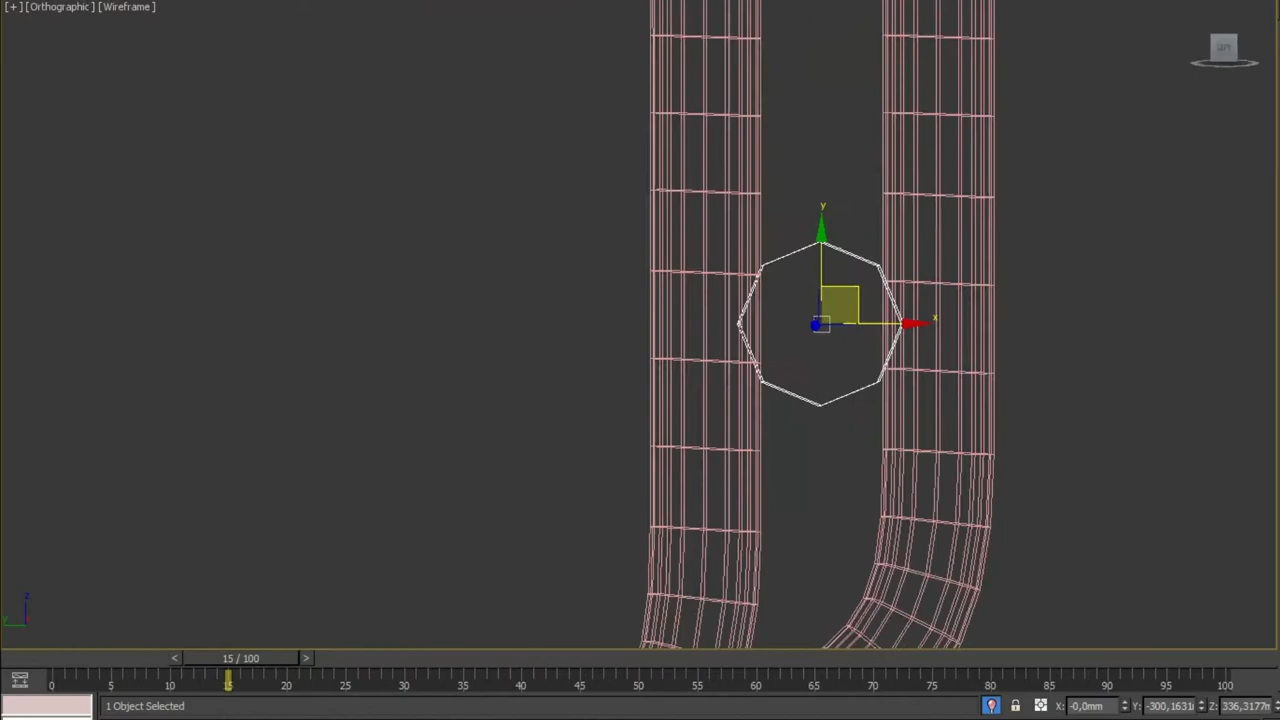 [+] [Orthographic] [Wireframe]
LEFT
y
x
z
y
< 15 / 100 >
0 5 10 15 20 25 30 35 40 45 50 55 60 65 70 75 80 85 90 95 100
1 Object Selected X: -0,0mm Y: -300,1631 Z: 336,3177